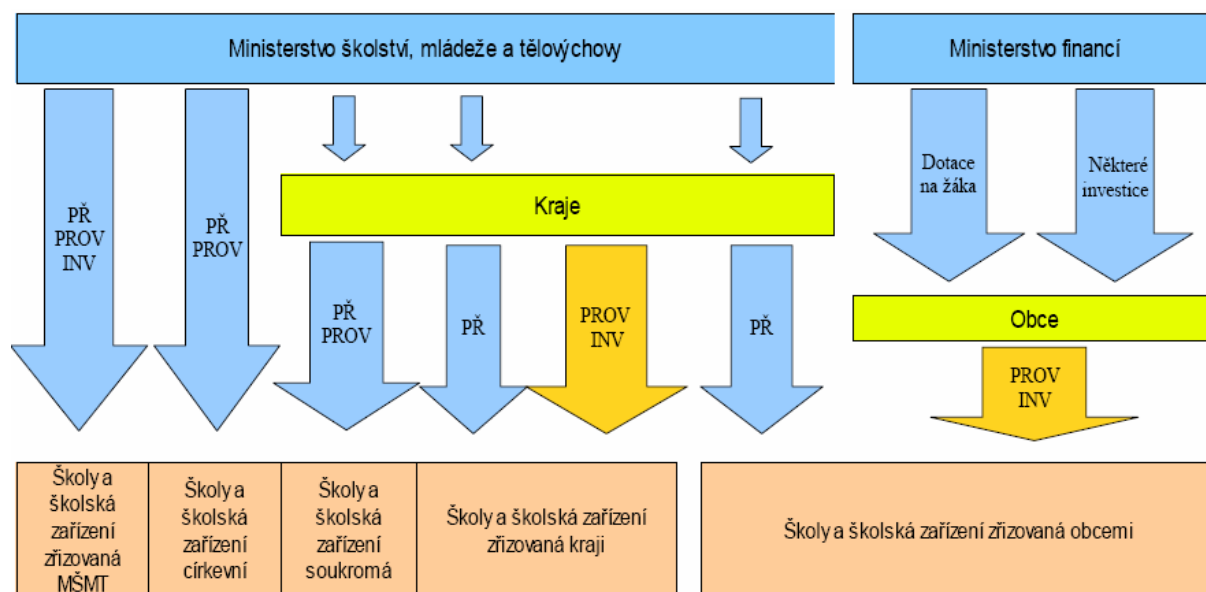 Ministerstvo školství, mládeže a tělovýchovy
Ministerstvo financí
Dotace
na žáka
Některé
investice
Kraje
PŘ
PROV
INV
PŘ
PROV
PŘ
PROV
PŘ
PROV
INV
PŘ
Obce
PROV
INV
Školy a
školská
zařízení
zřizovaná
MŠMT
Školy a
školská
zařízení
církevní
Školy a
školská
zařízení
soukromá
Školy a školská zařízení
zřizovaná kraji
Školy a školská zařízení zřizovaná obcemi